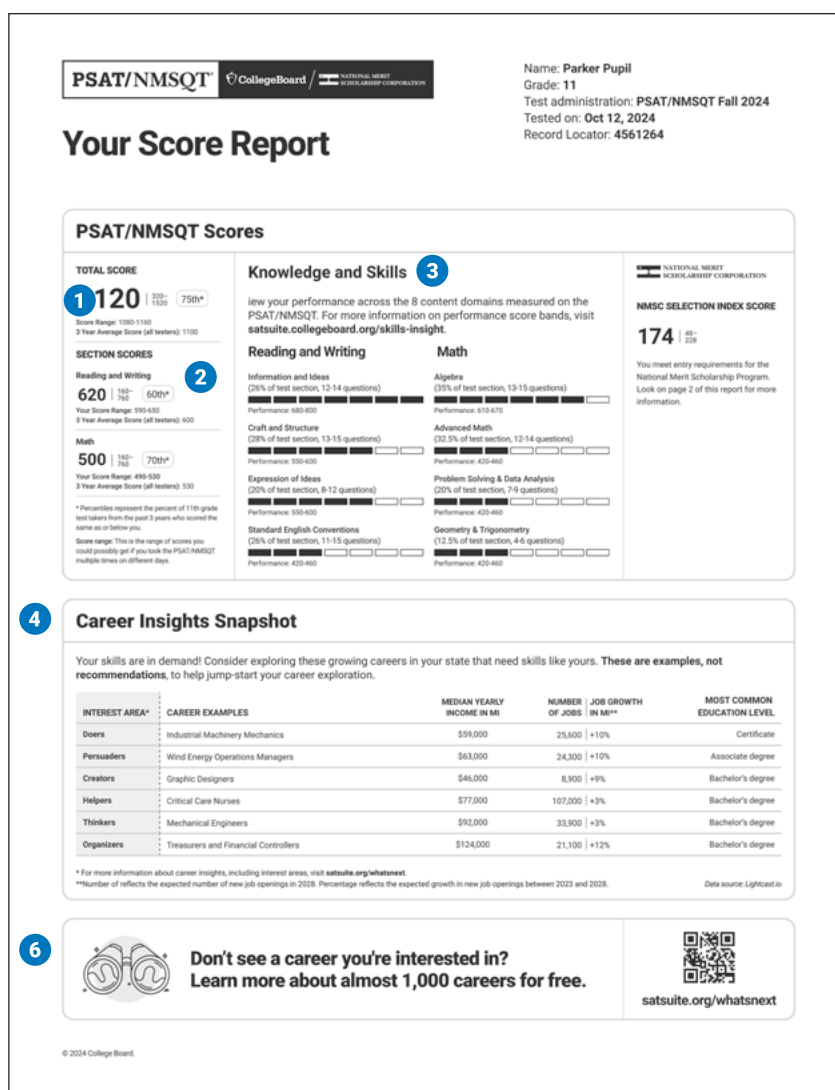 PSAT/NMSQT
CollegeBoard
NATIONAL MERIT
SCHOLARSHIP CORPORATION
Name: Parker Pupil
Grade: 11
Test administration: PSAT/NMSQT Fall 2024
Tested on: Oct 12, 2024
Record Locator: 4561264
Your Score Report
PSAT/NMSQT Scores
TOTAL SCORE
1
120 | 320–1520 75th*
Score Range: 1080-1160
3 Year Average Score (all testers): 1100
SECTION SCORES
2
Reading and Writing
620 | 160–760 60th*
Your Score Range: 590-650
3 Year Average Score (all testers): 600
Math
500 | 160–760 70th*
Your Score Range: 490-530
3 Year Average Score (all testers): 530
* Percentiles represent the percent of 11th grade
test takers from the past 3 years who scored the
same as or below you.
Score range: This is the range of scores you
could possibly get if you took the PSAT/NMSQT
multiple times on different days.
Knowledge and Skills
3
iew your performance across the 8 content domains measured on the
PSAT/NMSQT. For more information on performance score bands, visit
satsuite.collegeboard.org/skills-insight.
Reading and Writing
Information and Ideas
(26% of test section, 12-14 questions)
Performance: 680-800
Craft and Structure
(28% of test section, 13-15 questions)
Performance: 550-600
Expression of Ideas
(20% of test section, 8-12 questions)
Performance: 550-600
Standard English Conventions
(26% of test section, 11-15 questions)
Performance: 420-460
Math
Algebra
(35% of test section, 13-15 questions)
Performance: 610-670
Advanced Math
(32.5% of test section, 12-14 questions)
Performance: 420-460
Problem Solving & Data Analysis
(20% of test section, 7-9 questions)
Performance: 420-460
Geometry & Trigonometry
(12.5% of test section, 4-6 questions)
Performance: 420-460
NATIONAL MERIT
SCHOLARSHIP CORPORATION
NMSC SELECTION INDEX SCORE
174 | 48–228
You meet entry requirements for the
National Merit Scholarship Program.
Look on page 2 of this report for more
information.
4
Career Insights Snapshot
Your skills are in demand! Consider exploring these growing careers in your state that need skills like yours. These are examples, not
recommendations, to help jump-start your career exploration.
INTEREST AREA* CAREER EXAMPLES MEDIAN YEARLY INCOME IN MI NUMBER OF JOBS JOB GROWTH IN MI** MOST COMMON EDUCATION LEVEL
Doers Industrial Machinery Mechanics $59,000 25,600 +10% Certificate
Persuaders Wind Energy Operations Managers $63,000 24,300 +10% Associate degree
Creators Graphic Designers $46,000 8,900 +9% Bachelor's degree
Helpers Critical Care Nurses $77,000 107,000 +3% Bachelor's degree
Thinkers Mechanical Engineers $92,000 33,900 +3% Bachelor's degree
Organizers Treasurers and Financial Controllers $124,000 21,100 +12% Bachelor's degree
* For more information about career insights, including interest areas, visit satsuite.org/whatsnext.
**Number of reflects the expected number of new job openings in 2028. Percentage reflects the expected growth in new job openings between 2023 and 2028.
Data source: Lightcast.io
6
Don't see a career you're interested in?
Learn more about almost 1,000 careers for free.
satsuite.org/whatsnext
© 2024 College Board.